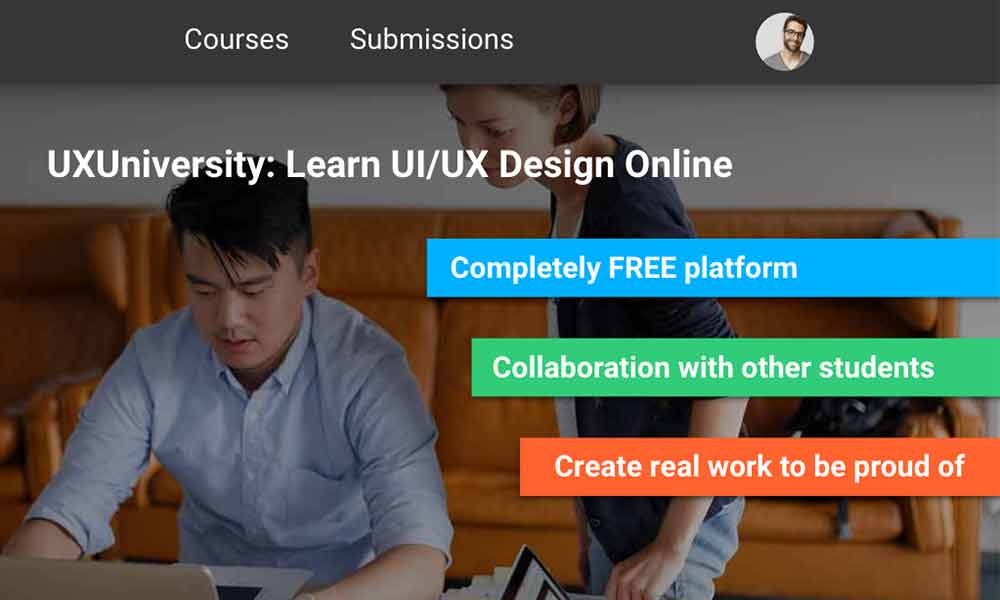 Courses Submissions
UXUniversity: Learn UI/UX Design Online
Completely FREE platform
Collaboration with other students
Create real work to be proud of